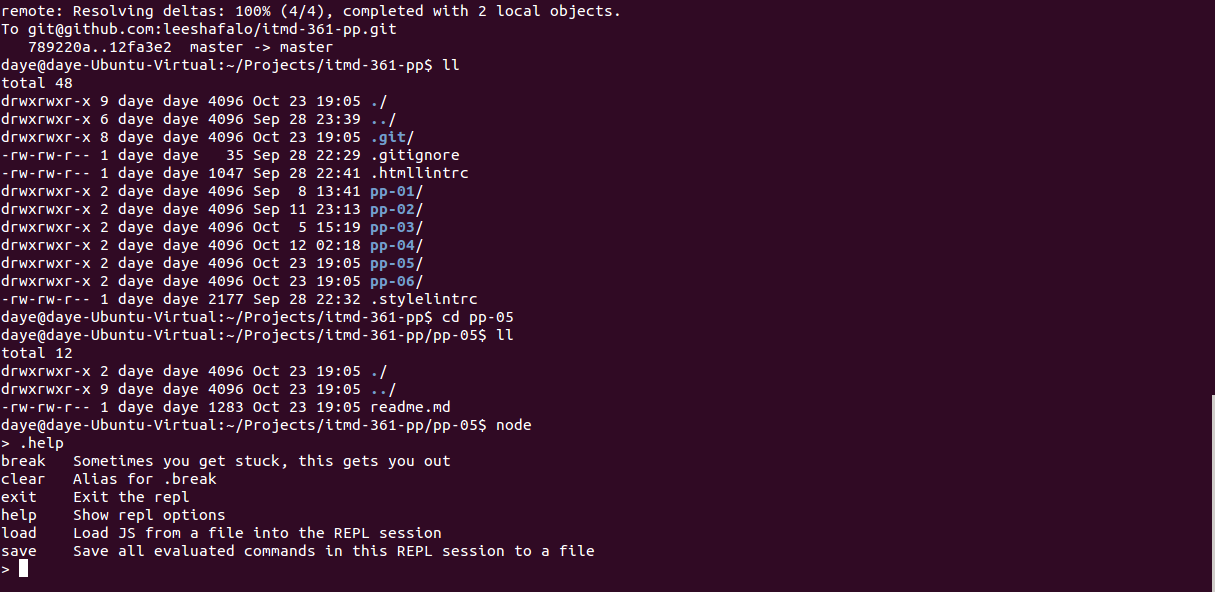 remote: Resolving deltas: 100% (4/4), completed with 2 local objects.
To git@github.com:leeshafalo/itmd-361-pp.git
   789220a..12fa3e2  master -> master
daye@daye-Ubuntu-Virtual:~/Projects/itmd-361-pp$ ll
total 48
drwxrwxr-x 9 daye daye 4096 Oct 23 19:05 ./
drwxrwxr-x 6 daye daye 4096 Sep 28 23:39 ../
drwxrwxr-x 8 daye daye 4096 Oct 23 19:05 .git/
-rw-rw-r-- 1 daye daye   35 Sep 28 22:29 .gitignore
-rw-rw-r-- 1 daye daye 1047 Sep 28 22:41 .htmllintrc
drwxrwxr-x 2 daye daye 4096 Sep  8 13:41 pp-01/
drwxrwxr-x 2 daye daye 4096 Sep 11 23:13 pp-02/
drwxrwxr-x 2 daye daye 4096 Oct  5 15:19 pp-03/
drwxrwxr-x 2 daye daye 4096 Oct 12 02:18 pp-04/
drwxrwxr-x 2 daye daye 4096 Oct 23 19:05 pp-05/
drwxrwxr-x 2 daye daye 4096 Oct 23 19:05 pp-06/
-rw-rw-r-- 1 daye daye 2177 Sep 28 22:32 .stylelintrc
daye@daye-Ubuntu-Virtual:~/Projects/itmd-361-pp$ cd pp-05
daye@daye-Ubuntu-Virtual:~/Projects/itmd-361-pp/pp-05$ ll
total 12
drwxrwxr-x 2 daye daye 4096 Oct 23 19:05 ./
drwxrwxr-x 9 daye daye 4096 Oct 23 19:05 ../
-rw-rw-r-- 1 daye daye 1283 Oct 23 19:05 readme.md
daye@daye-Ubuntu-Virtual:~/Projects/itmd-361-pp/pp-05$ node
> .help
break   Sometimes you get stuck, this gets you out
clear   Alias for .break
exit    Exit the repl
help    Show repl options
load    Load JS from a file into the REPL session
save    Save all evaluated commands in this REPL session to a file
>